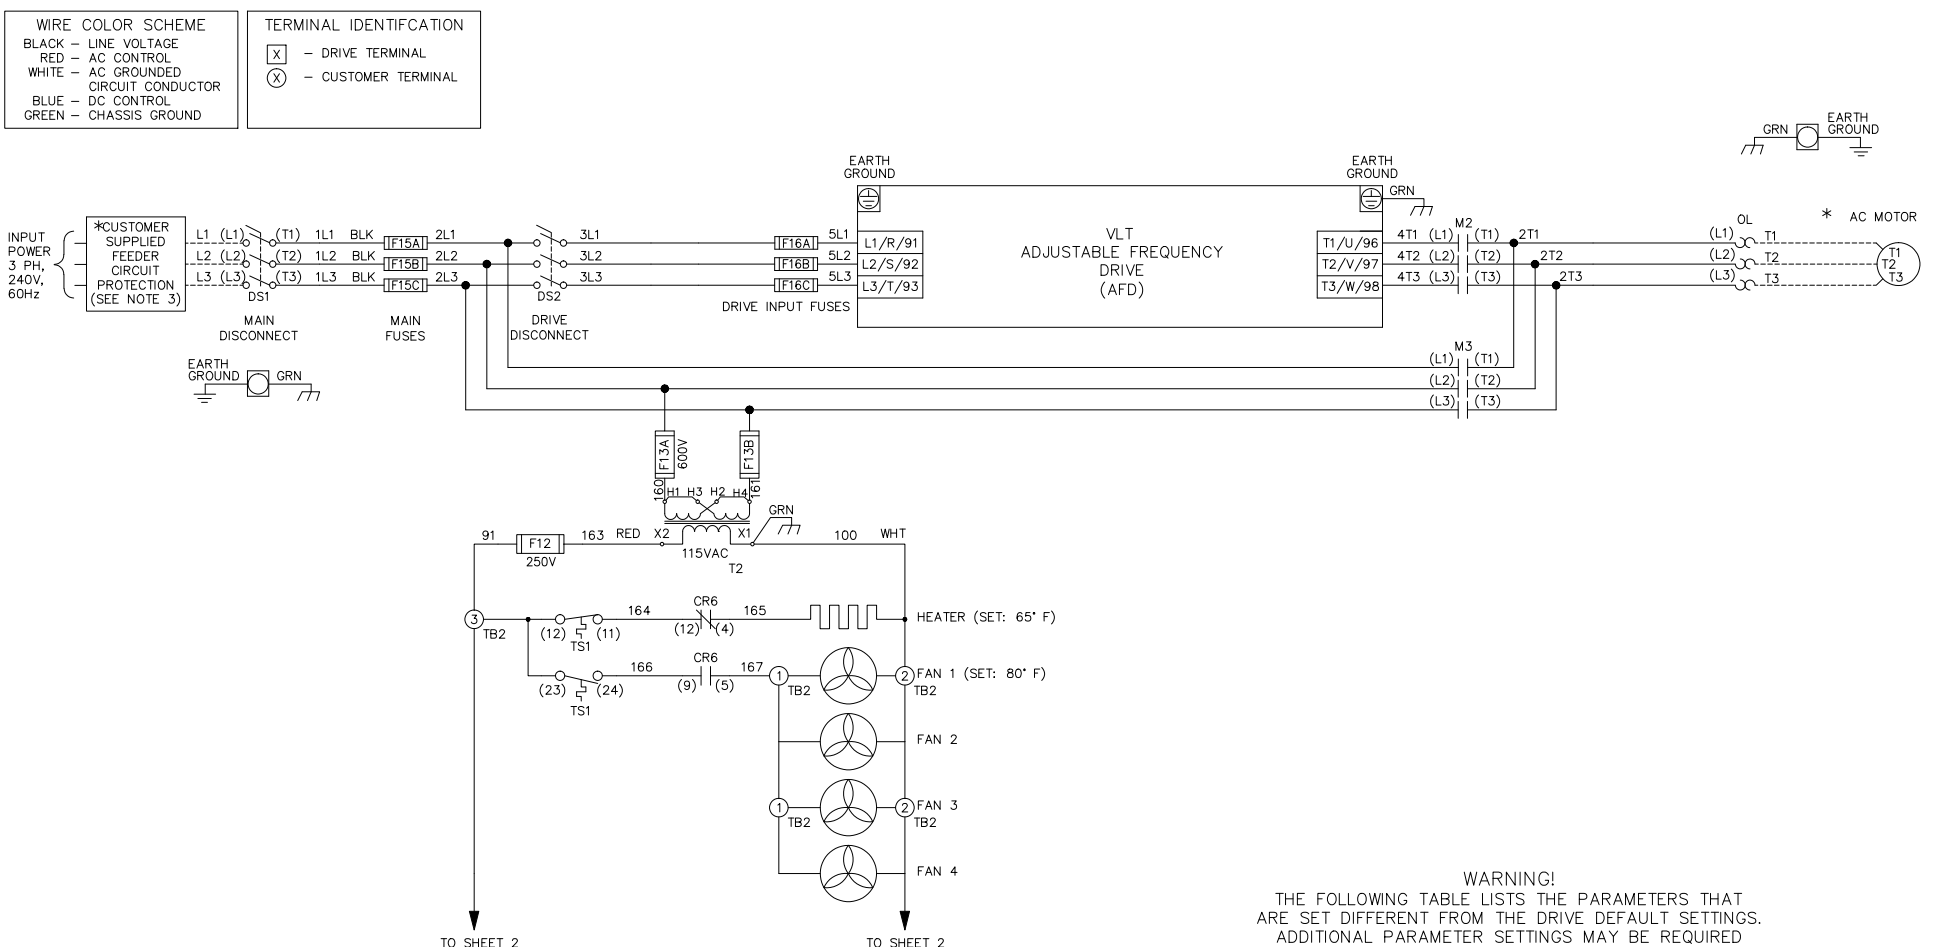 WIRE COLOR SCHEME
BLACK – LINE VOLTAGE
RED – AC CONTROL
WHITE – AC GROUNDED
CIRCUIT CONDUCTOR
BLUE – DC CONTROL
GREEN – CHASSIS GROUND
TERMINAL IDENTIFCATION
X – DRIVE TERMINAL
X – CUSTOMER TERMINAL
GRN
EARTH
GROUND
INPUT
POWER
3 PH,
240V,
60Hz
*CUSTOMER
SUPPLIED
FEEDER
CIRCUIT
PROTECTION
(SEE NOTE 3)
L1 (L1) (T1) 1L1 BLK F15A 2L1
L2 (L2) (T2) 1L2 BLK F15B 2L2
L3 (L3) (T3) 1L3 BLK F15C 2L3
DS1
MAIN
DISCONNECT
MAIN
FUSES
3L1
3L2
3L3
DS2
DRIVE
DISCONNECT
F16A 5L1
F16B 5L2
F16C 5L3
DRIVE INPUT FUSES
EARTH
GROUND
L1/R/91
L2/S/92
L3/T/93
VLT
ADJUSTABLE FREQUENCY
DRIVE
(AFD)
EARTH
GROUND
GRN
T1/U/96
T2/V/97
T3/W/98
M2
4T1 (L1) (T1) 2T1
4T2 (L2) (T2) 2T2
4T3 (L3) (T3) 2T3
OL
(L1) T1
(L2) T2
(L3) T3
* AC MOTOR
T1
T2
T3
M3
(L1) (T1)
(L2) (T2)
(L3) (T3)
EARTH
GROUND
GRN
F13A
600V
F13B
160
161
H1 H3 H2 H4
GRN
91 F12 163 RED X2 X1 100 WHT
250V
115VAC
T2
3
TB2
(12) (11)
TS1
164
CR6
(12) (4)
165
HEATER (SET: 65° F)
(23) (24)
TS1
166
CR6
(9) (5)
167
1
TB2
2
TB2
FAN 1 (SET: 80° F)
FAN 2
1
TB2
2
TB2
FAN 3
FAN 4
TO SHEET 2
TO SHEET 2
WARNING!
THE FOLLOWING TABLE LISTS THE PARAMETERS THAT
ARE SET DIFFERENT FROM THE DRIVE DEFAULT SETTINGS.
ADDITIONAL PARAMETER SETTINGS MAY BE REQUIRED